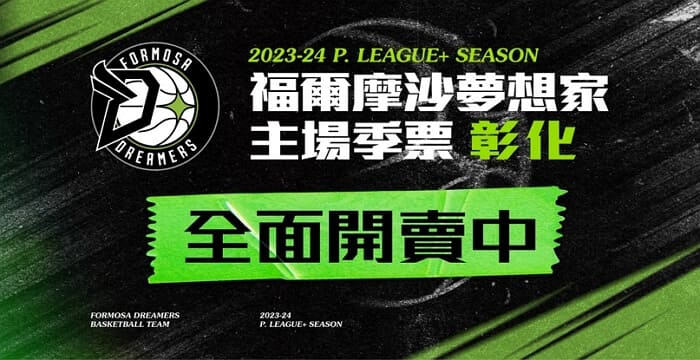 FORMOSA
DREAMERS
2023-24 P. LEAGUE+ SEASON
福爾摩沙夢想家
主場季票 彰化
全面開賣中
FORMOSA DREAMERS
BASKETBALL TEAM
2023-24
P. LEAGUE+ SEASON